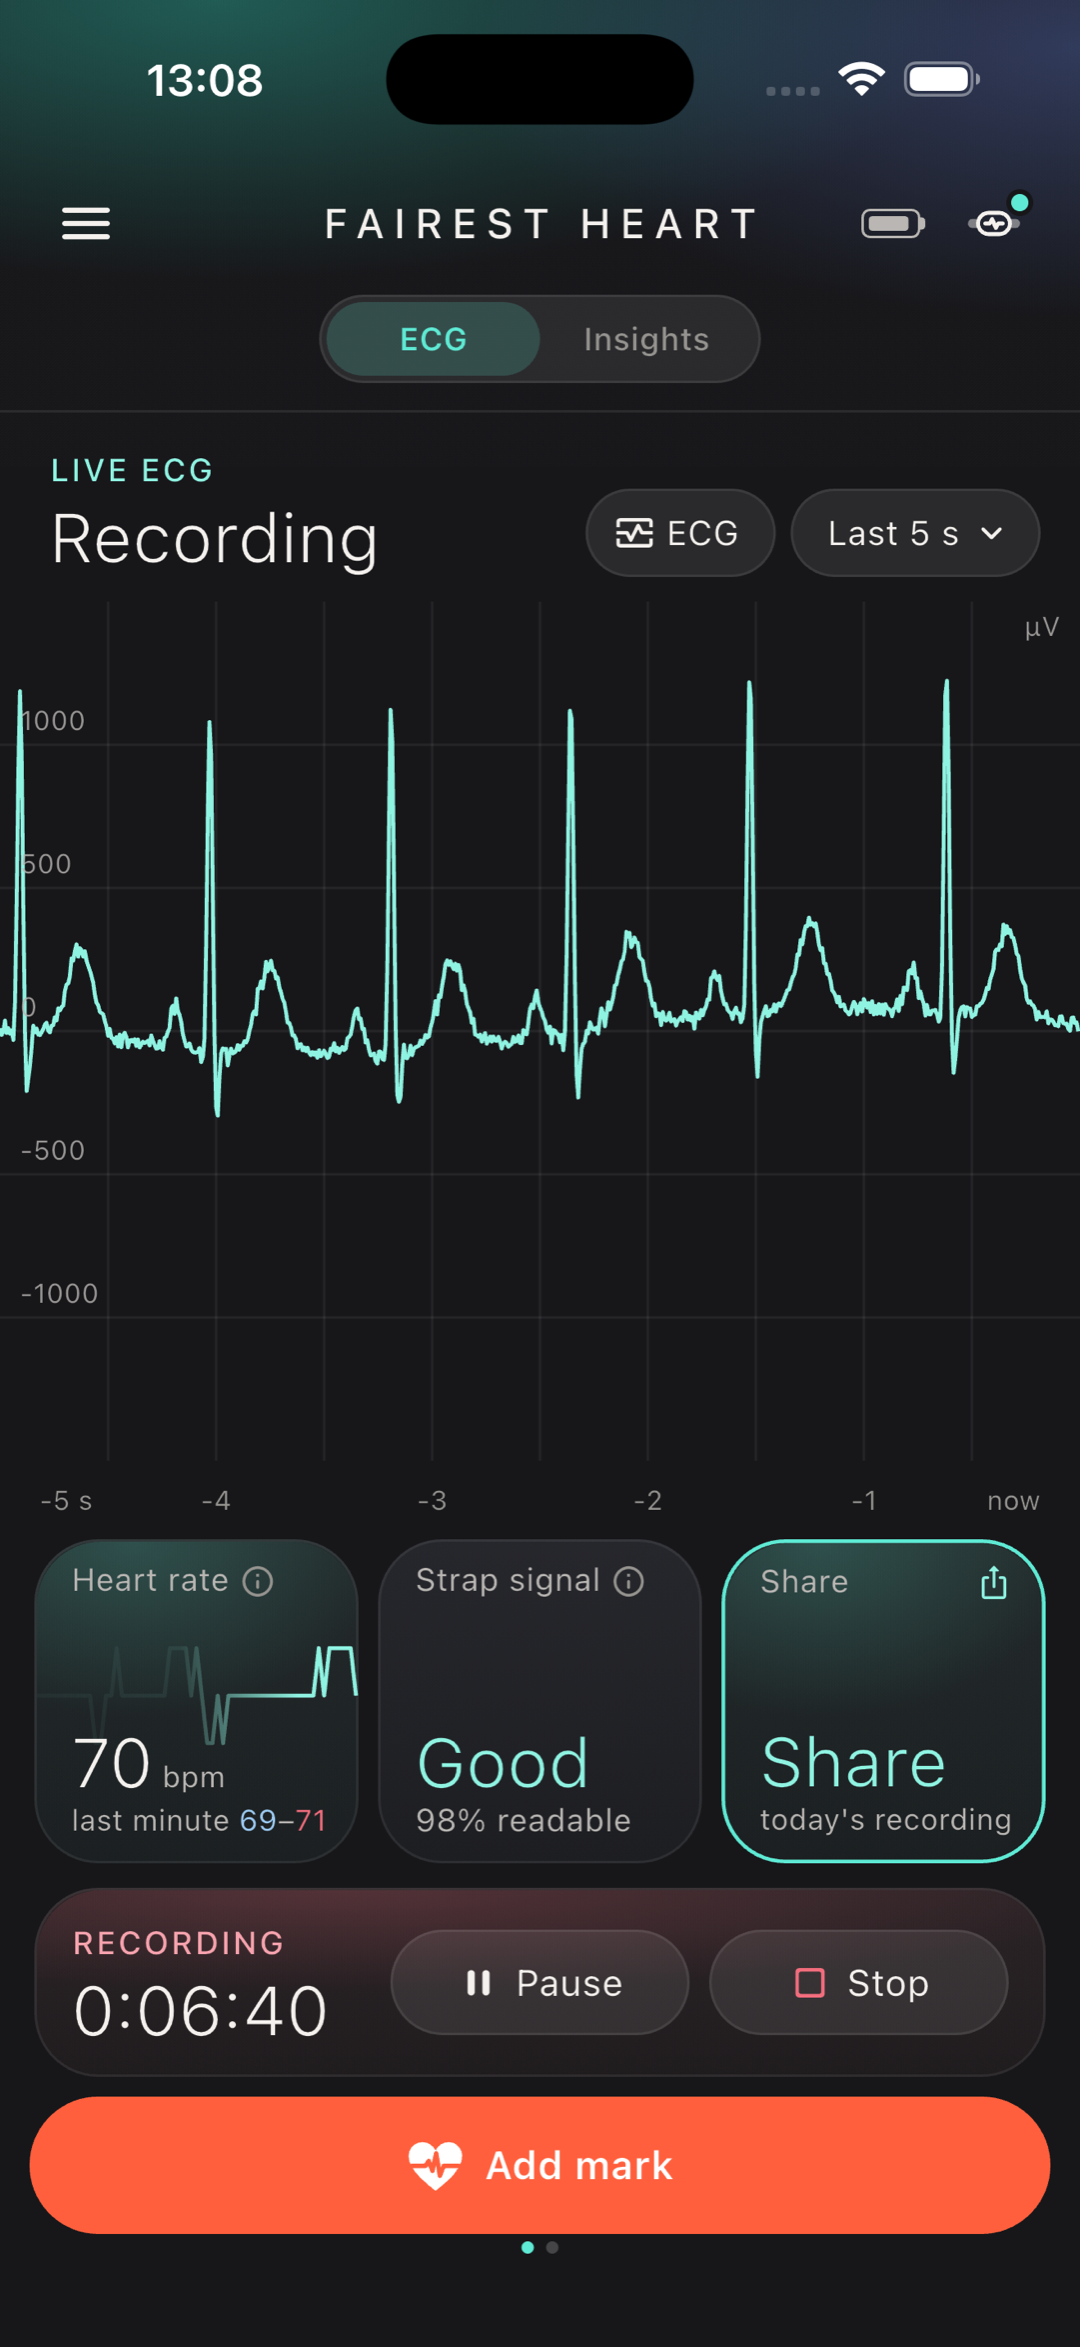 13:08
FAIREST HEART
ECG
Insights
LIVE ECG
Recording
ECG
Last 5 s
µV
1000
500
0
-500
-1000
-5 s
-4
-3
-2
-1
now
Heart rate
70 bpm
last minute 69–71
Strap signal
Good
98% readable
Share
Share
today's recording
RECORDING
0:06:40
Pause
Stop
Add mark